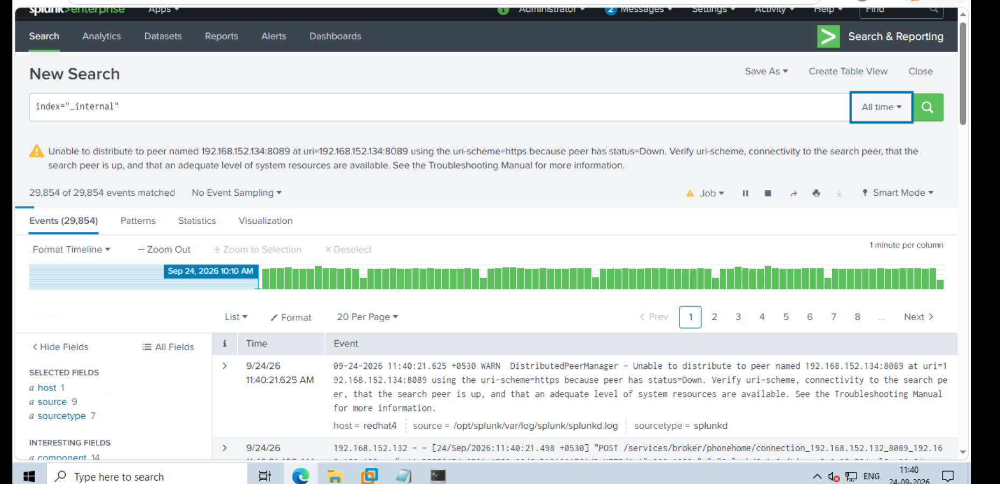 splunk>enterprise Apps i Administrator 2 Messages Settings Activity Help Find
Search Analytics Datasets Reports Alerts Dashboards > Search & Reporting
New Search Save As Create Table View Close
index="_internal" All time
Unable to distribute to peer named 192.168.152.134:8089 at uri=192.168.152.134:8089 using the uri-scheme=https because peer has status=Down. Verify uri-scheme, connectivity to the search peer, that the
search peer is up, and that an adequate level of system resources are available. See the Troubleshooting Manual for more information.
29,854 of 29,854 events matched No Event Sampling Job Smart Mode
Events (29,854) Patterns Statistics Visualization
Format Timeline — Zoom Out + Zoom to Selection × Deselect 1 minute per column
Sep 24, 2026 10:10 AM
List Format 20 Per Page < Prev 1 2 3 4 5 6 7 8 ... Next >
< Hide Fields All Fields i Time Event
SELECTED FIELDS
a host 1
a source 9
a sourcetype 7
INTERESTING FIELDS
a component 14
> 9/24/26
11:40:21.625 AM
09-24-2026 11:40:21.625 +0530 WARN DistributedPeerManager - Unable to distribute to peer named 192.168.152.134:8089 at uri=1
92.168.152.134:8089 using the uri-scheme=https because peer has status=Down. Verify uri-scheme, connectivity to the search pe
er, that the search peer is up, and that an adequate level of system resources are available. See the Troubleshooting Manual
for more information.
host = redhat4 source = /opt/splunk/var/log/splunk/splunkd.log sourcetype = splunkd
> 9/24/26
192.168.152.132 - - [24/Sep/2026:11:40:21.498 +0530] "POST /services/broker/phonehome/connection_192.168.152.132_8089_192.16
Type here to search ENG 11:40
24-09-2026